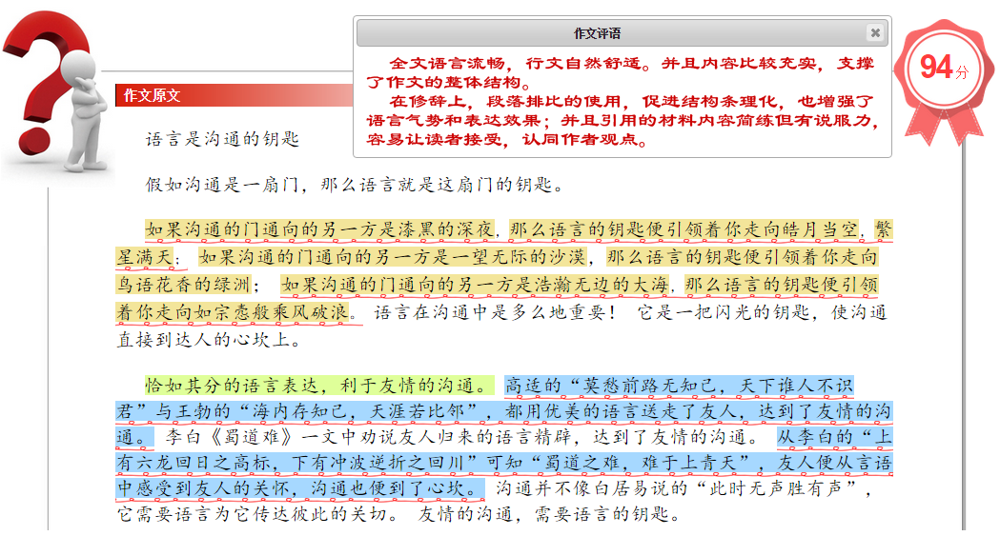 作文评语
全文语言流畅，行文自然舒适。并且内容比较充实，支撑
了作文的整体结构。
在修辞上，段落排比的使用，促进结构条理化，也增强了
语言气势和表达效果；并且引用的材料内容简练但有说服力，
容易让读者接受，认同作者观点。
94分
作文原文
语言是沟通的钥匙
假如沟通是一扇门，那么语言就是这扇门的钥匙。
如果沟通的门通向的另一方是漆黑的深夜，那么语言的钥匙便引领着你走向皓月当空，繁
星满天； 如果沟通的门通向的另一方是一望无际的沙漠，那么语言的钥匙便引领着你走向
鸟语花香的绿洲； 如果沟通的门通向的另一方是浩瀚无边的大海，那么语言的钥匙便引领
着你走向如宗悫般乘风破浪。 语言在沟通中是多么地重要！ 它是一把闪光的钥匙，使沟通
直接到达人的心坎上。
恰如其分的语言表达，利于友情的沟通。 高适的“莫愁前路无知己，天下谁人不识
君”与王勃的“海内存知己，天涯若比邻”，都用优美的语言送走了友人，达到了友情的沟
通。 李白《蜀道难》一文中劝说友人归来的语言精辟，达到了友情的沟通。 从李白的“上
有六龙回日之高标，下有冲波逆折之回川”可知“蜀道之难，难于上青天”，友人便从言语
中感受到友人的关怀，沟通也便到了心坎。 沟通并不像白居易说的“此时无声胜有声”，
它需要语言为它传达彼此的关切。 友情的沟通，需要语言的钥匙。